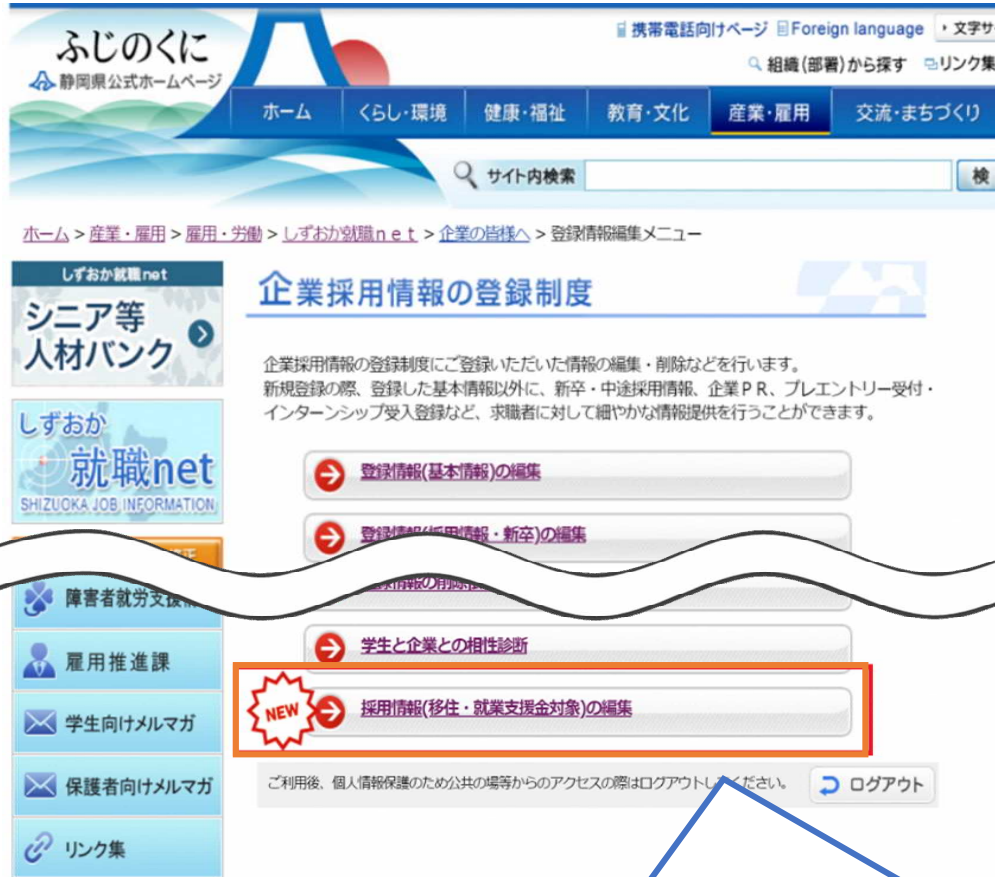 ふじのくに
静岡県公式ホームページ
携帯電話向けページ Foreign language 文字サ
組織(部署)から探す リンク集
ホーム くらし・環境 健康・福祉 教育・文化 産業・雇用 交流・まちづくり
サイト内検索 検
ホーム > 産業・雇用 > 雇用・労働 > しずおか就職net > 企業の皆様へ > 登録情報編集メニュー
しずおか就職net
シニア等
人材バンク
企業採用情報の登録制度
企業採用情報の登録制度にご登録いただいた情報の編集・削除などを行います。
新規登録の際、登録した基本情報以外に、新卒・中途採用情報、企業PR、プレエントリー受付・
インターンシップ受入登録など、求職者に対して細やかな情報提供を行うことができます。
しずおか
就職net
SHIZUOKA JOB INFORMATION
登録情報(基本情報)の編集
登録情報(採用情報・新卒)の編集
障害者就労支援
学生と企業との相性診断
雇用推進課
NEW 採用情報(移住・就業支援金対象)の編集
学生向けメルマガ
保護者向けメルマガ
ご利用後、個人情報保護のため公共の場等からのアクセスの際はログアウトしてください。 ログアウト
リンク集